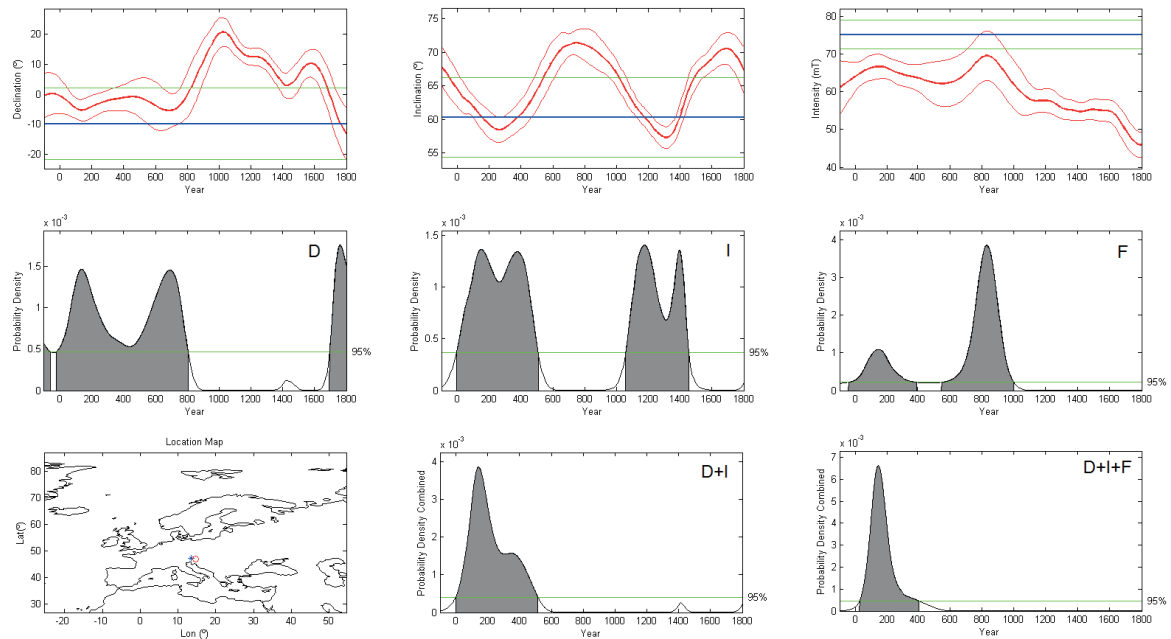 Declination (º)
20
10
0
-10
-20
0 200 400 600 800 1000 1200 1400 1600 1800
Year
Inclination (º)
75
70
65
60
55
0 200 400 600 800 1000 1200 1400 1600 1800
Year
Intensity (mT)
80
70
60
50
40
0 200 400 600 800 1000 1200 1400 1600 1800
Year
x 10⁻³
D
Probability Density
1.5
1
0.5
0
95%
0 200 400 600 800 1000 1200 1400 1600 1800
Year
x 10⁻³
I
Probability Density
1.5
1
0.5
0
95%
0 200 400 600 800 1000 1200 1400 1600 1800
Year
x 10⁻³
F
Probability Density
4
3
2
1
0
95%
0 200 400 600 800 1000 1200 1400 1600 1800
Year
Location Map
Lat(º)
80
70
60
50
40
30
-20 -10 0 10 20 30 40 50
Lon (º)
x 10⁻³
D+I
Probability Density Combined
4
3
2
1
0
95%
0 200 400 600 800 1000 1200 1400 1600 1800
Year
x 10⁻³
D+I+F
Probability Density Combined
7
6
5
4
3
2
1
0
95%
0 200 400 600 800 1000 1200 1400 1600 1800
Year